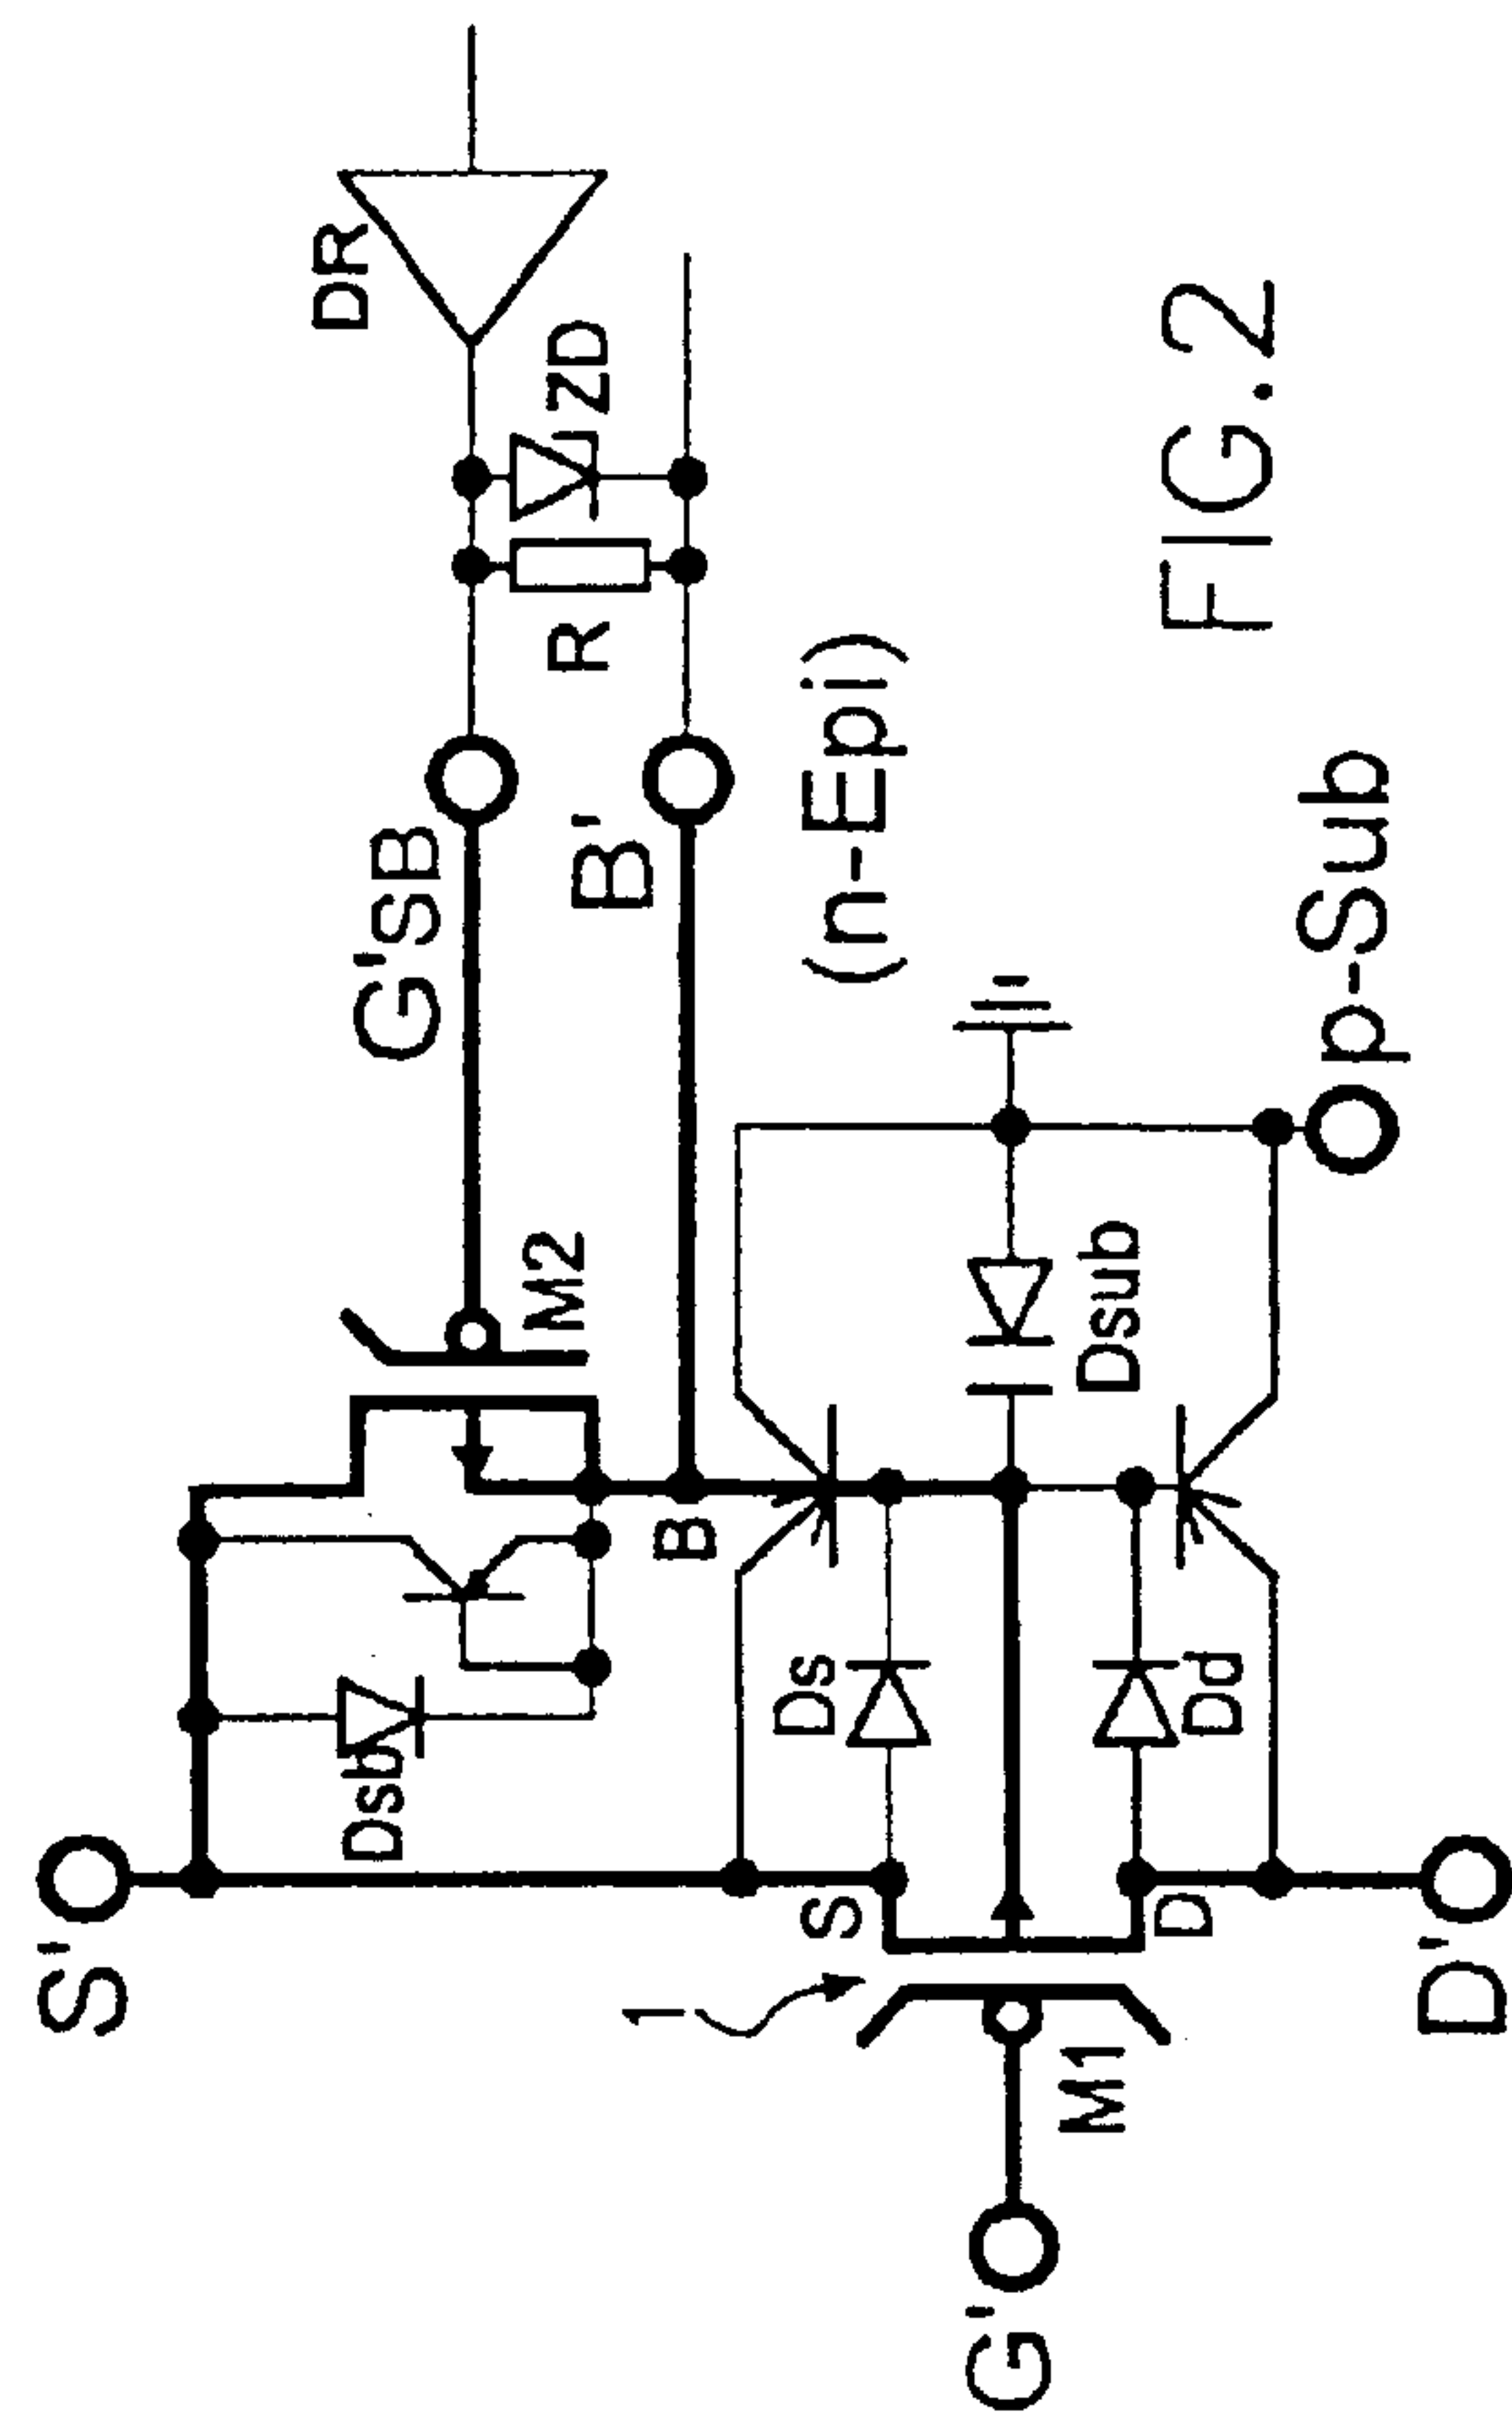 S'
Dsb
M2
G'sB
DR
ZD
R
B
B'
(n-Epi)
1
S
Ds
Dsub
G'
M1
D
Dd
D'
p-Sub
FIG.2